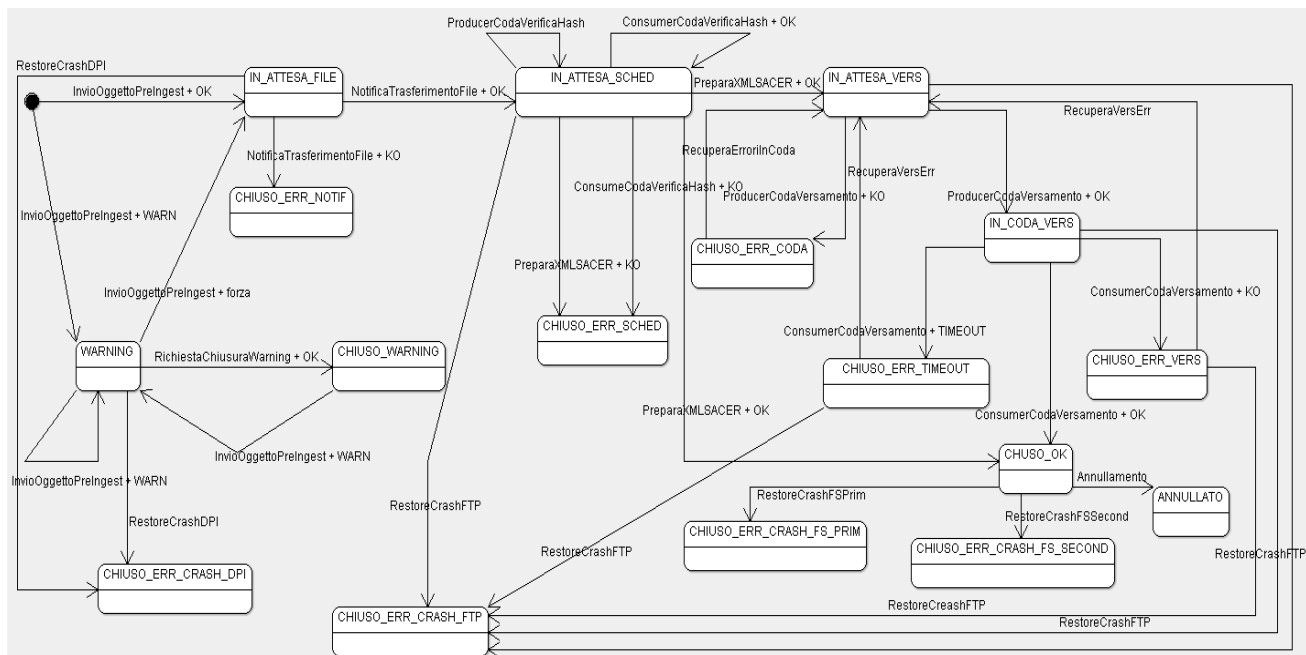 ProducerCodaVerificaHash
ConsumerCodaVerificaHash + OK
RestoreCrashDPI
IN_ATTESA_FILE
IN_ATTESA_SCHED
IN_ATTESA_VERS
InvioOggettoPreIngest + OK
NotificaTrasferimentoFile + OK
PreparaXMLSACER + OK
RecuperaVersErr
NotificaTrasferimentoFile + KO
RecuperaErroriInCoda
RecuperaVersErr
CHIUSO_ERR_NOTIF
ConsumeCodaVerificaHash + KO
ProducerCodaVersamento + KO
ProducerCodaVersamento + OK
InvioOggettoPreIngest + WARN
IN_CODA_VERS
CHIUSO_ERR_CODA
PreparaXMLSACER + KO
InvioOggettoPreIngest + forza
ConsumerCodaVersamento + KO
CHIUSO_ERR_SCHED
ConsumerCodaVersamento + TIMEOUT
WARNING
RichiestaChiusuraWarning + OK
CHIUSO_WARNING
CHIUSO_ERR_TIMEOUT
CHIUSO_ERR_VERS
PreparaXMLSACER + OK
ConsumerCodaVersamento + OK
InvioOggettoPreIngest + WARN
InvioOggettoPreIngest + WARN
CHUSO_OK
Annullamento
RestoreCrashFTP
RestoreCrashFSPrim
ANNULLATO
RestoreCrashDPI
RestoreCrashFSSecond
CHIUSO_ERR_CRASH_FS_PRIM
CHIUSO_ERR_CRASH_FS_SECOND
RestoreCrashFTP
RestoreCrashFTP
CHIUSO_ERR_CRASH_DPI
RestoreCreashFTP
CHIUSO_ERR_CRASH_FTP
RestoreCrashFTP